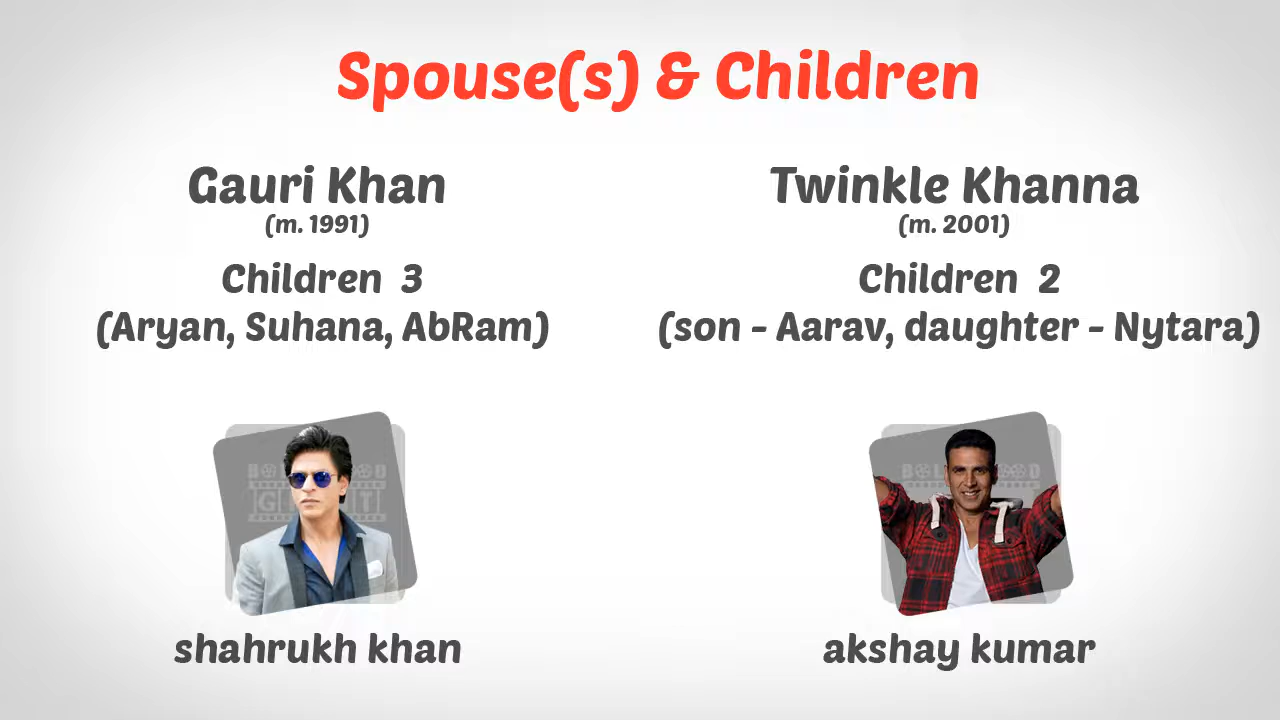 Spouse(s) & Children
Gauri Khan
(m. 1991)
Children 3
(Aryan, Suhana, AbRam)
shahrukh khan
Twinkle Khanna
(m. 2001)
Children 2
(son - Aarav, daughter - Nytara)
akshay kumar